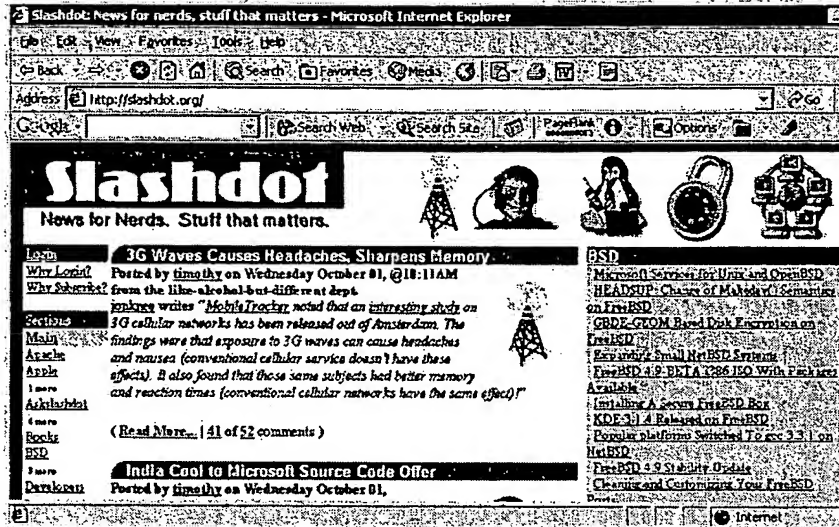 Slashdot: News for nerds, stuff that matters - Microsoft Internet Explorer
File Edit View Favorites Tools Help
Back Search Favorites Media
Address http://slashdot.org/ Go
Google Search Web Search Site PageRank Options
Slashdot
News for Nerds. Stuff that matters.
Login
Why Login?
Why Subscribe?
Sections
Main
Apache
Apple
1 more
Askslashdot
4 more
Books
BSD
3 more
Developers
3G Waves Causes Headaches, Sharpens Memory
Posted by timothy on Wednesday October 01, @10:11AM
from the like-alcohol-but-different dept.
jonknee writes "MobileTracker noted that an interesting study on
3G cellular networks has been released out of Amsterdam. The
findings were that exposure to 3G waves can cause headaches
and nausea (conventional cellular service doesn't have these
effects). It also found that those same subjects had better memory
and reaction times (conventional cellular networks have the same effect)!"
( Read More... | 41 of 52 comments )
India Cool to Microsoft Source Code Offer
Posted by timothy on Wednesday October 01,
BSD
Microsoft Services for Unix and OpenBSD
HEADSUP: Change of Makedev() Semantics
on FreeBSD
GBDE-GEOM Based Disk Encryption on
FreeBSD
Expanding Small NetBSD Systems
FreeBSD 4.9-BETA i386 ISO With Packages
Available
Installing A Secure FreeBSD Box
KDE 3.1.4 Released on FreeBSD
Popular platforms Switched To gcc 3.3.1 on
NetBSD
FreeBSD 4.9 Stability Update
Cleaning and Customizing Your FreeBSD
Ports
Internet